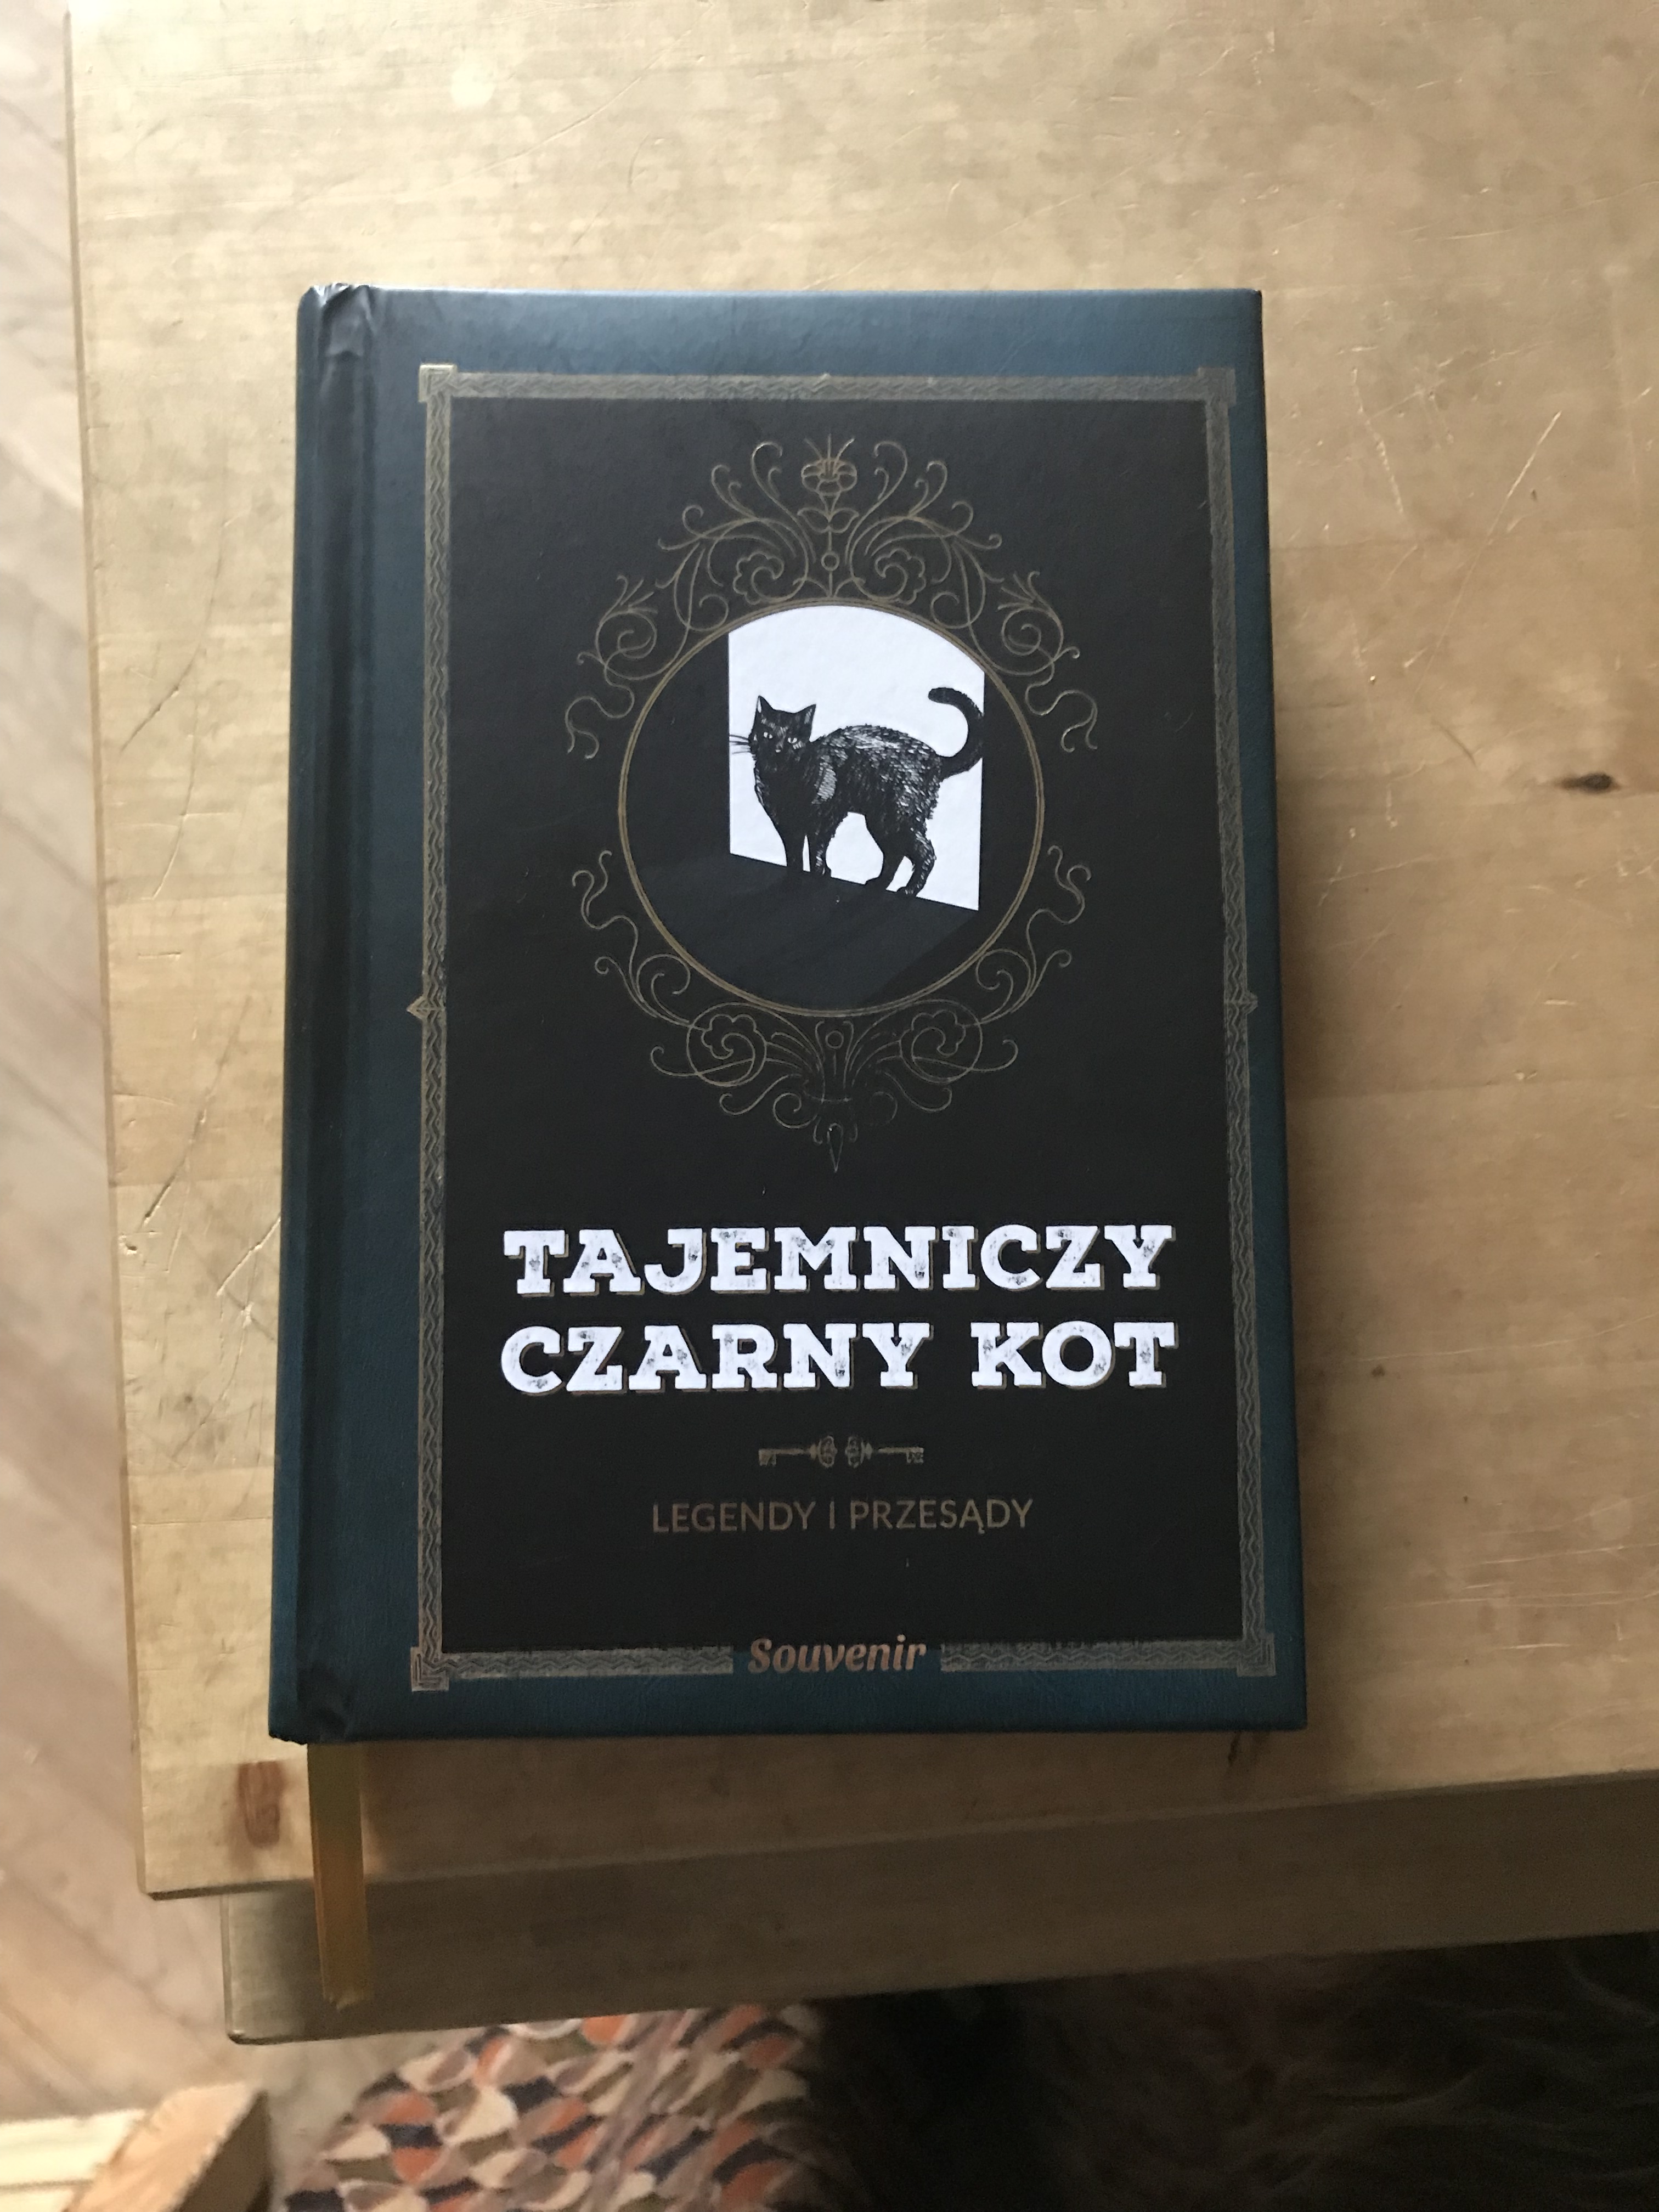 TAJEMNICZY
CZARNY KOT
LEGENDY I PRZESĄDY
Souvenir